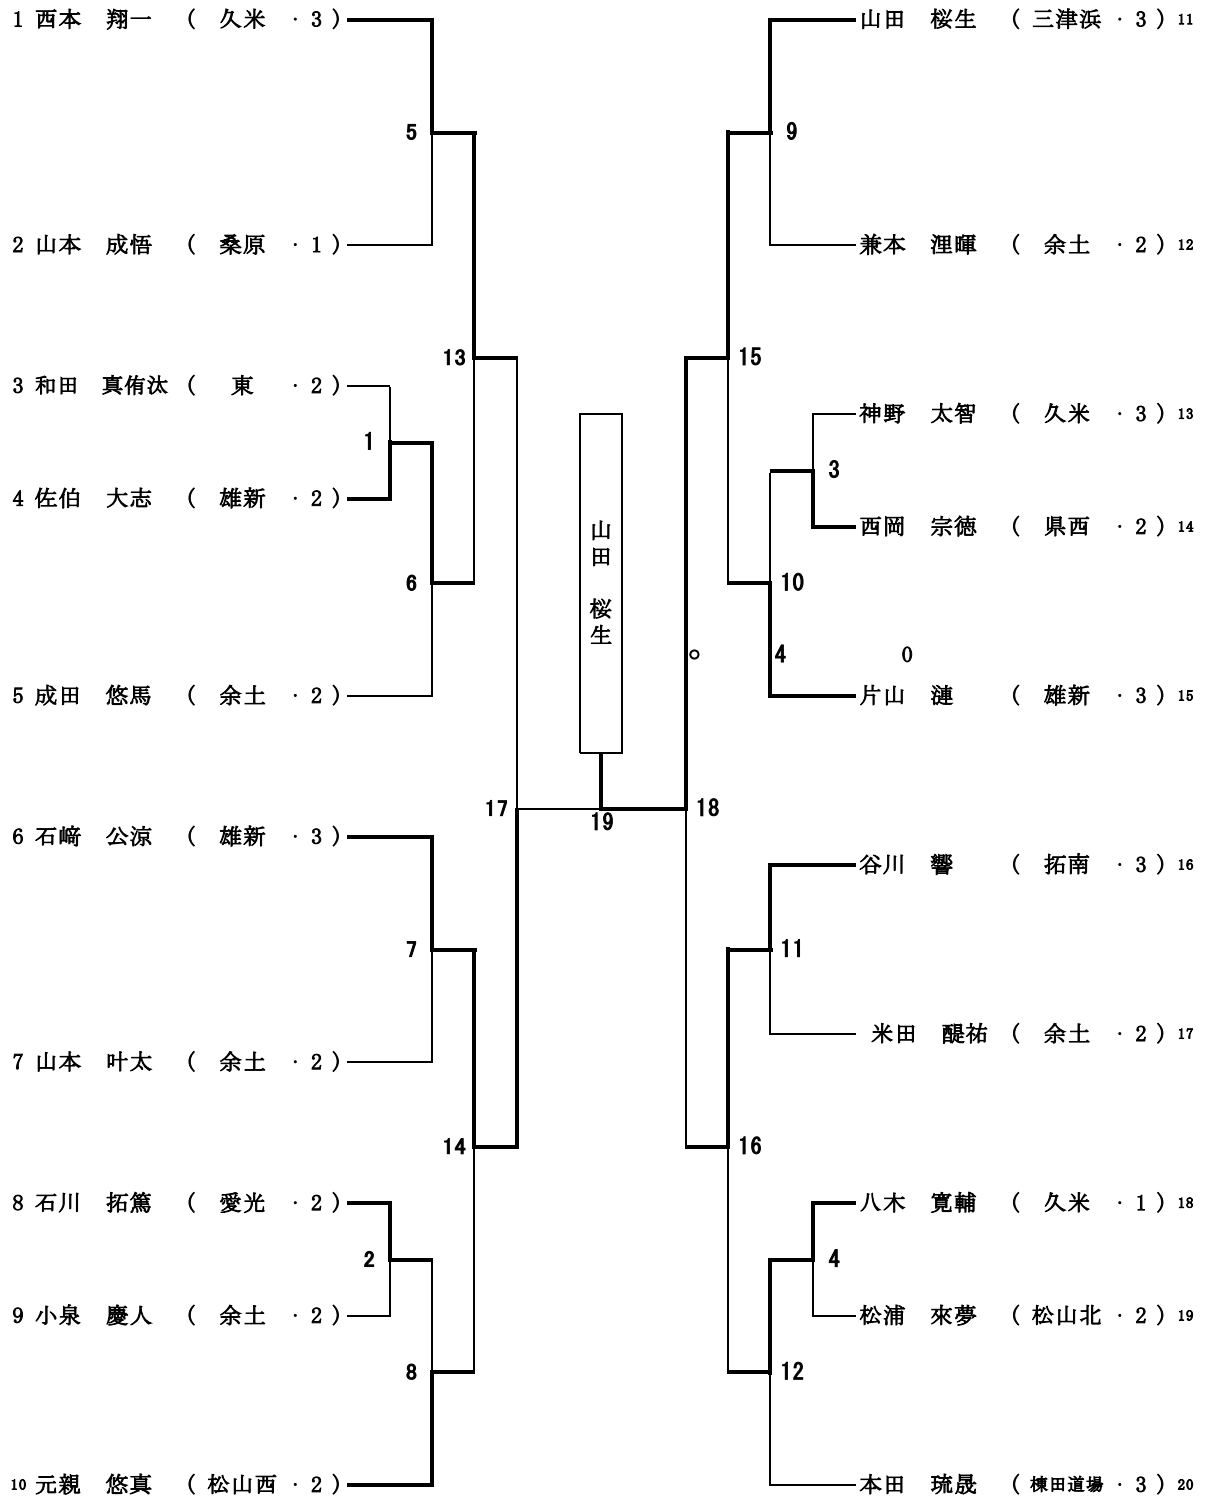 1 西本 翔一 ( 久米 ・ 3 )
5
2 山本 成悟 ( 桑原 ・ 1 )
13
3 和田 真侑汰 ( 東 ・ 2 )
1
4 佐伯 大志 ( 雄新 ・ 2 )
6
5 成田 悠馬 ( 余土 ・ 2 )
17
6 石﨑 公涼 ( 雄新 ・ 3 )
7
7 山本 叶太 ( 余土 ・ 2 )
14
8 石川 拓篤 ( 愛光 ・ 2 )
2
9 小泉 慶人 ( 余土 ・ 2 )
8
10 元親 悠真 ( 松山西 ・ 2 )
山田 桜生
19
山田 桜生 ( 三津浜 ・ 3 ) 11
9
兼本 浬暉 ( 余土 ・ 2 ) 12
15
神野 太智 ( 久米 ・ 3 ) 13
3
西岡 宗徳 ( 県西 ・ 2 ) 14
10
○ 4 0
片山 漣 ( 雄新 ・ 3 ) 15
18
谷川 響 ( 拓南 ・ 3 ) 16
11
米田 醍祐 ( 余土 ・ 2 ) 17
16
八木 寛輔 ( 久米 ・ 1 ) 18
4
松浦 來夢 ( 松山北 ・ 2 ) 19
12
本田 琉晟 ( 棟田道場 ・ 3 ) 20